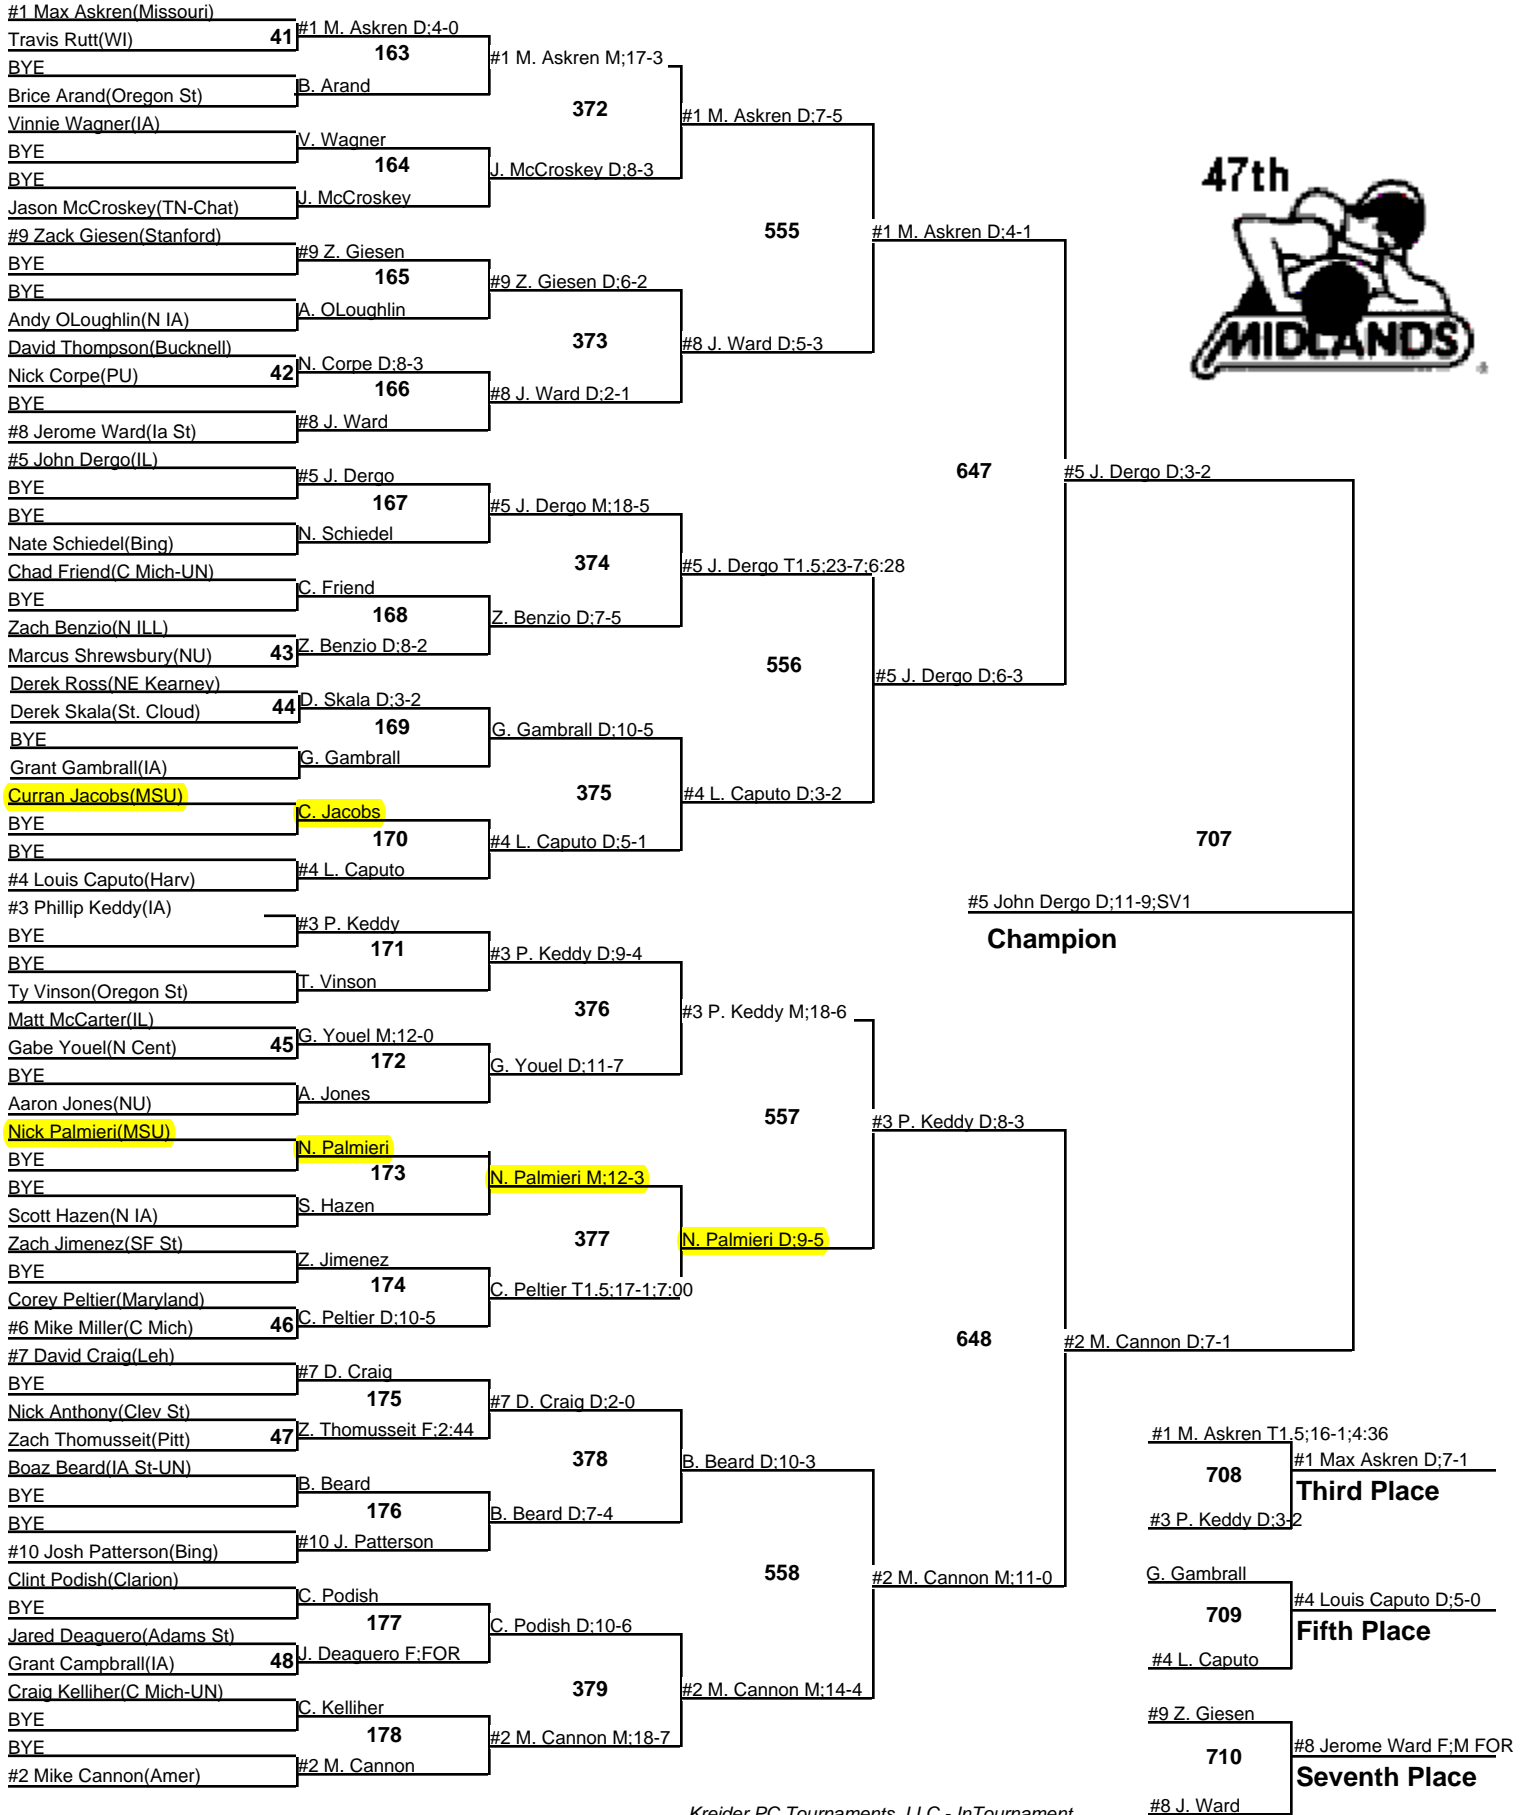 #1 Max Askren(Missouri)
Travis Rutt(WI)
41
BYE
Brice Arand(Oregon St)
Vinnie Wagner(IA)
BYE
BYE
Jason McCroskey(TN-Chat)
#9 Zack Giesen(Stanford)
BYE
BYE
Andy OLoughlin(N IA)
David Thompson(Bucknell)
Nick Corpe(PU)
42
BYE
#8 Jerome Ward(Ia St)
#5 John Dergo(IL)
BYE
BYE
Nate Schiedel(Bing)
Chad Friend(C Mich-UN)
BYE
Zach Benzio(N ILL)
Marcus Shrewsbury(NU)
43
Derek Ross(NE Kearney)
Derek Skala(St. Cloud)
44
BYE
Grant Gambrall(IA)
Curran Jacobs(MSU)
BYE
BYE
#4 Louis Caputo(Harv)
#3 Phillip Keddy(IA)
BYE
BYE
Ty Vinson(Oregon St)
Matt McCarter(IL)
Gabe Youel(N Cent)
45
BYE
Aaron Jones(NU)
Nick Palmieri(MSU)
BYE
BYE
Scott Hazen(N IA)
Zach Jimenez(SF St)
BYE
Corey Peltier(Maryland)
#6 Mike Miller(C Mich)
46
#7 David Craig(Leh)
BYE
Nick Anthony(Clev St)
Zach Thomusseit(Pitt)
47
Boaz Beard(IA St-UN)
BYE
BYE
#10 Josh Patterson(Bing)
Clint Podish(Clarion)
BYE
Jared Deaguero(Adams St)
Grant Campbrall(IA)
48
Craig Kelliher(C Mich-UN)
BYE
BYE
#2 Mike Cannon(Amer)
#1 M. Askren D;4-0
163
B. Arand
V. Wagner
164
J. McCroskey
#9 Z. Giesen
165
A. OLoughlin
N. Corpe D;8-3
166
#8 J. Ward
#5 J. Dergo
167
N. Schiedel
C. Friend
168
Z. Benzio D;8-2
D. Skala D;3-2
169
G. Gambrall
C. Jacobs
170
#4 L. Caputo
#3 P. Keddy
171
T. Vinson
G. Youel M;12-0
172
A. Jones
N. Palmieri
173
S. Hazen
Z. Jimenez
174
C. Peltier D;10-5
#7 D. Craig
175
Z. Thomusseit F;2:44
B. Beard
176
#10 J. Patterson
C. Podish
177
J. Deaguero F;FOR
C. Kelliher
178
#2 M. Cannon
#1 M. Askren M;17-3
372
J. McCroskey D;8-3
#9 Z. Giesen D;6-2
373
#8 J. Ward D;2-1
#5 J. Dergo M;18-5
374
Z. Benzio D;7-5
G. Gambrall D;10-5
375
#4 L. Caputo D;5-1
#3 P. Keddy D;9-4
376
G. Youel D;11-7
N. Palmieri M;12-3
377
C. Peltier T1.5;17-1;7:00
#7 D. Craig D;2-0
378
B. Beard D;7-4
C. Podish D;10-6
379
#2 M. Cannon M;18-7
#1 M. Askren D;7-5
555
#8 J. Ward D;5-3
#5 J. Dergo T1.5;23-7;6:28
556
#4 L. Caputo D;3-2
#3 P. Keddy M;18-6
557
N. Palmieri D;9-5
B. Beard D;10-3
558
#2 M. Cannon M;14-4
#1 M. Askren D;4-1
647
#5 J. Dergo D;6-3
#3 P. Keddy D;8-3
648
#2 M. Cannon M;11-0
#5 J. Dergo D;3-2
707
#2 M. Cannon D;7-1
#5 John Dergo D;11-9;SV1
Champion
47th
MIDLANDS
#1 M. Askren T1.5;16-1;4:36
708
#3 P. Keddy D;3-2
#1 Max Askren D;7-1
Third Place
G. Gambrall
709
#4 L. Caputo
#4 Louis Caputo D;5-0
Fifth Place
#9 Z. Giesen
710
#8 J. Ward
#8 Jerome Ward F;M FOR
Seventh Place
Kreider PC Tournaments, LLC - InTournament